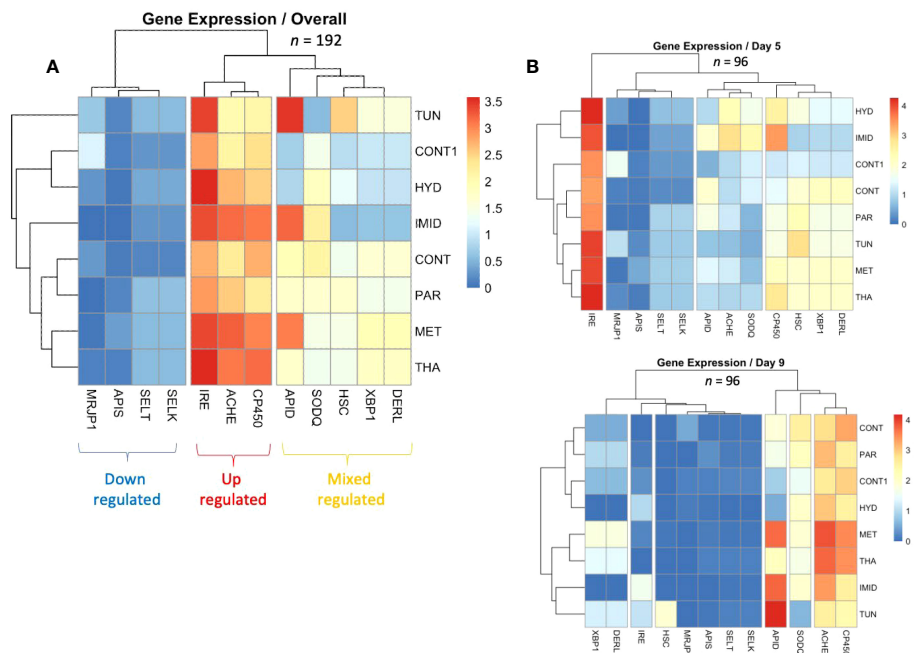 Gene Expression / Overall
n = 192
A
TUN
CONT1
HYD
IMID
CONT
PAR
MET
THA
3.5
3
2.5
2
1.5
1
0.5
0
MRJP1
APIS
SELT
SELK
IRE
ACHE
CP450
APID
SODQ
HSC
XBP1
DERL
Down
regulated
Up
regulated
Mixed
regulated
B
Gene Expression / Day 5
n = 96
HYD
IMID
CONT1
CONT
PAR
TUN
MET
THA
4
3
2
1
0
IRE
MRJP1
APIS
SELT
SELK
APID
ACHE
SODQ
CP450
HSC
XBP1
DERL
Gene Expression / Day 9
n = 96
CONT
PAR
CONT1
HYD
MET
THA
IMID
TUN
4
3
2
1
0
XBP1
DERL
IRE
HSC
MRJP
APIS
SELT
SELK
APID
SODQ
ACHE
CP450